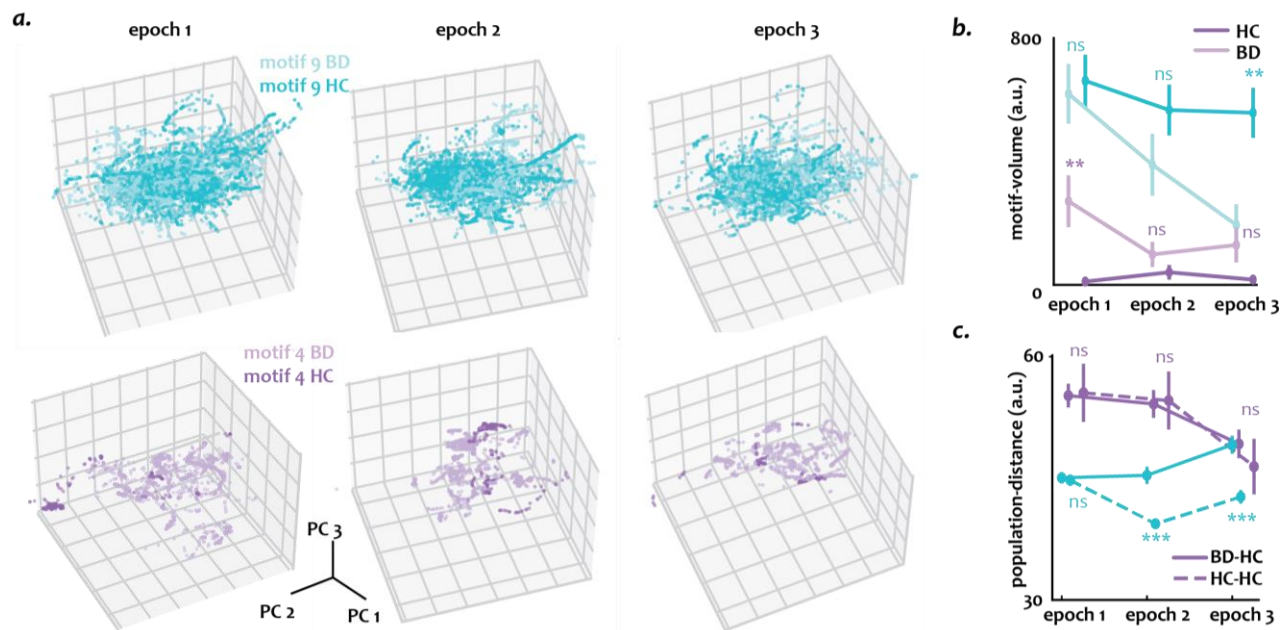 a.
epoch 1
epoch 2
epoch 3
motif 9 BD
motif 9 HC
motif 4 BD
motif 4 HC
PC 3
PC 2
PC 1
b.
HC
BD
800
ns
ns
**
**
ns
ns
motif-volume (a.u.)
0
epoch 1
epoch 2
epoch 3
c.
60
ns
ns
ns
population-distance (a.u.)
ns
***
***
BD-HC
HC-HC
30
epoch 1
epoch 2
epoch 3